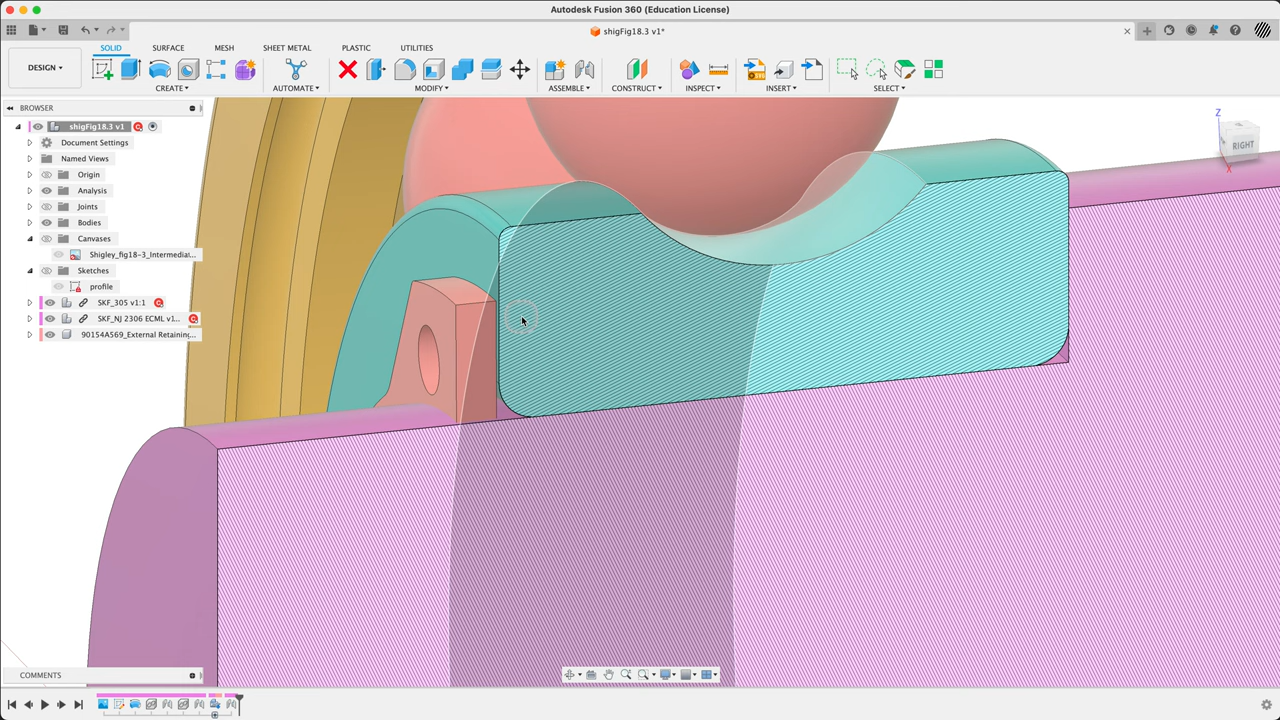 Autodesk Fusion 360 (Education License)
shigFig18.3 v1*
DESIGN
SOLID
SURFACE
MESH
SHEET METAL
PLASTIC
UTILITIES
CREATE
AUTOMATE
MODIFY
ASSEMBLE
CONSTRUCT
INSPECT
INSERT
SELECT
BROWSER
shigFig18.3 v1
Document Settings
Named Views
Origin
Analysis
Joints
Bodies
Canvases
Shigley_fig18-3_Intermediat...
Sketches
profile
SKF_305 v1:1
SKF_NJ 2306 ECML v1...
90154A569_External Retaining...
Z
RIGHT
X
COMMENTS